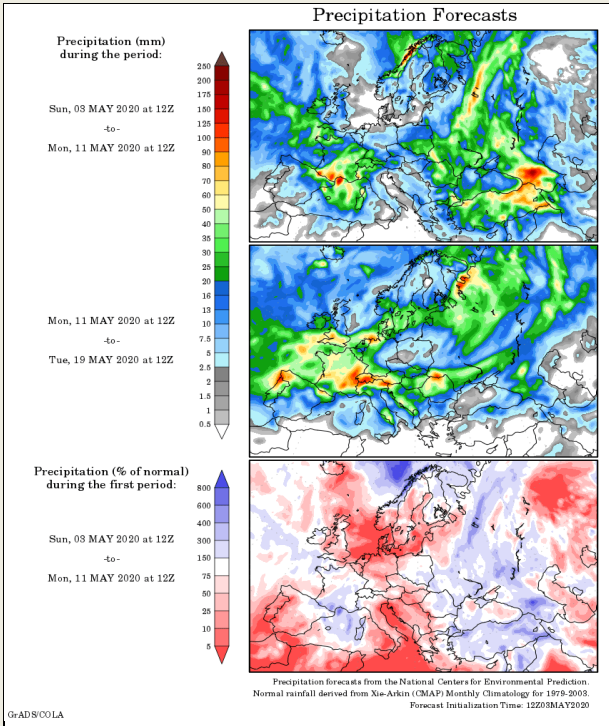 Precipitation Forecasts
Precipitation (mm)
during the period:
Sun, 03 MAY 2020 at 12Z
-to-
Mon, 11 MAY 2020 at 12Z
250
200
175
150
125
100
90
80
70
60
50
40
35
30
25
20
16
13
10
7.5
5
2.5
2
1.5
1
0.5
Mon, 11 MAY 2020 at 12Z
-to-
Tue, 19 MAY 2020 at 12Z
Precipitation (% of normal)
during the first period:
Sun, 03 MAY 2020 at 12Z
-to-
Mon, 11 MAY 2020 at 12Z
800
600
400
300
150
75
50
25
10
5
Precipitation forecasts from the National Centers for Environmental Prediction.
Normal rainfall derived from Xie-Arkin (CMAP) Monthly Climatology for 1979-2003.
Forecast Initialization Time: 12Z03MAY2020
GrADS/COLA